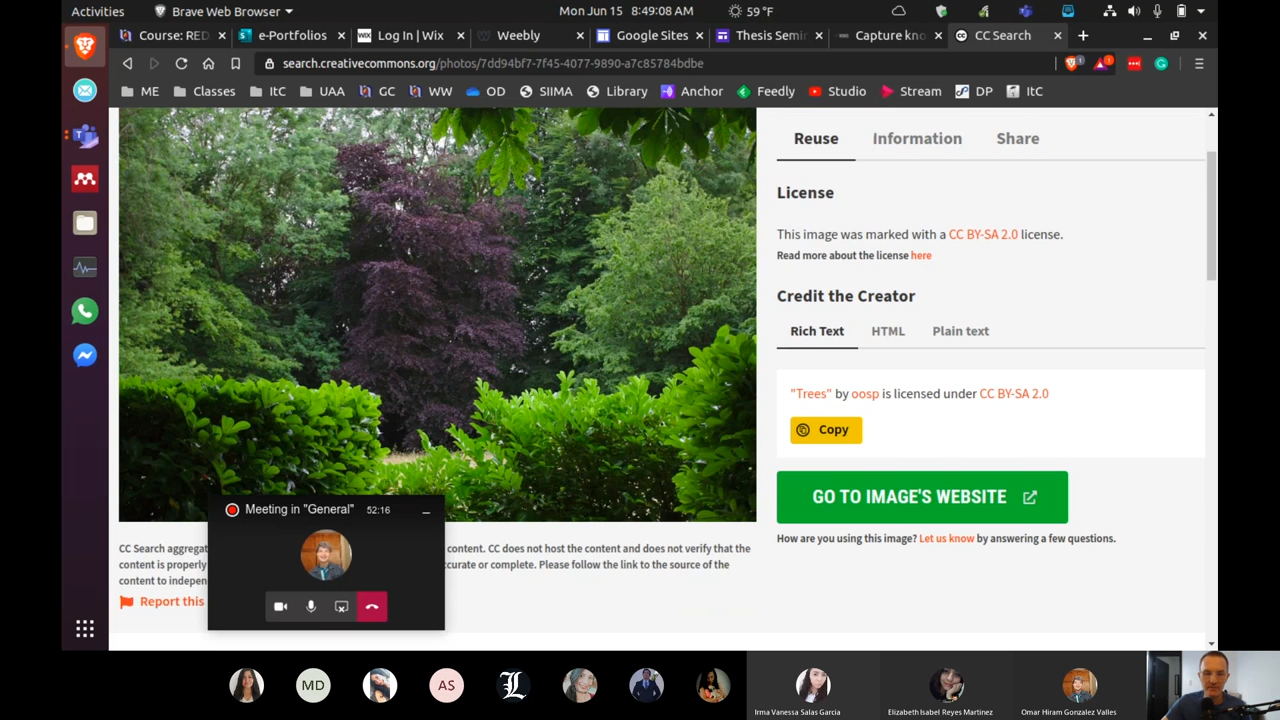 Activities
Brave Web Browser
Mon Jun 15 8:49:08 AM
59 °F
Course: RED
e-Portfolios
Log In | Wix
Weebly
Google Sites
Thesis Semi
Capture kno
CC Search
search.creativecommons.org/photos/7dd94bf7-7f45-4077-9890-a7c85784bdbe
ME
Classes
ItC
UAA
GC
WW
OD
SIIMA
Library
Anchor
Feedly
Studio
Stream
DP
ItC
Reuse
Information
Share
License
This image was marked with a CC BY-SA 2.0 license.
Read more about the license here
Credit the Creator
Rich Text
HTML
Plain text
"Trees" by oosp is licensed under CC BY-SA 2.0
Copy
GO TO IMAGE'S WEBSITE
How are you using this image? Let us know by answering a few questions.
Meeting in "General" 52:16
CC Search aggregat content. CC does not host the content and does not verify that the
content is properly curate or complete. Please follow the link to the source of the
content to indepen
Report this
MD
AS
L
Irma Vanessa Salas Garcia
Elizabeth Isabel Reyes Martinez
Omar Hiram Gonzalez Valles